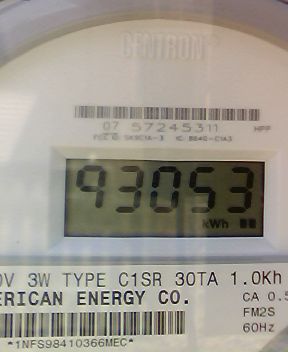 CENTRON®
07 57245311 HPP
93053
kWh
0V 3W TYPE C1SR 30TA 1.0Kh
ERICAN ENERGY CO. CA 0.5
FM2S
60Hz
*1NFS98410366MEC*